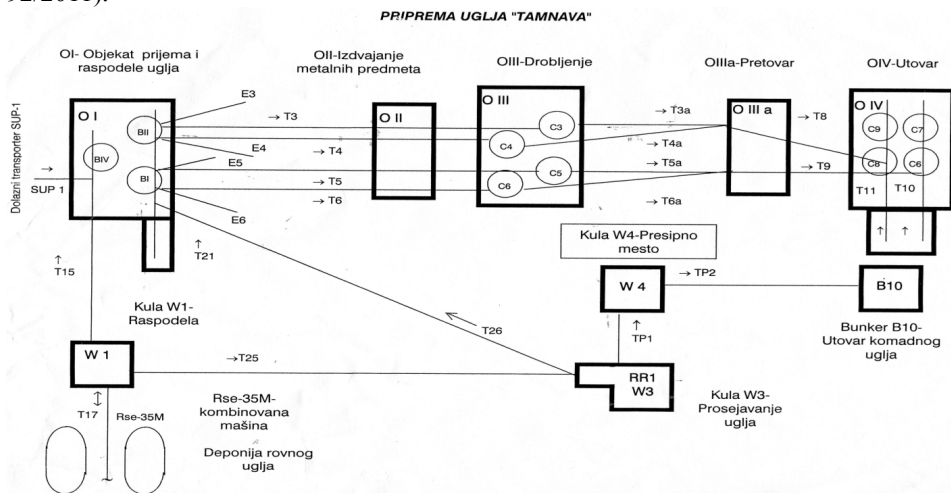 92/2011).
PRIPREMA UGLJA "TAMNAVA"
OI- Objekat prijema i
raspodele uglja
OII-Izdvajanje
metalnih predmeta
OIII-Drobljenje
OIIIa-Pretovar
OIV-Utovar
Dolazni transporter SUP-1
O I
BII
BIV
BI
→
SUP 1
E3
→ T3
E4
→ T4
E5
→ T5
→ T6
E6
O II
O III
C3
C4
C5
C6
→ T3a
→ T4a
→ T5a
→ T6a
O III a
→ T8
→ T9
O IV
C9
C7
C8
C6
T11
T10
↑ ↑
↑
T15
↑
T21
Kula W4-Presipno
mesto
W 4
→ TP2
B10
Bunker B10-
Utovar komadnog
uglja
Kula W1-
Raspodela
W 1
→T25
T26
↑
TP1
RR1
W3
Kula W3-
Prosejavanje
uglja
↕
T17
Rse-35M
Rse-35M-
kombinovana
mašina
Deponija rovnog
uglja